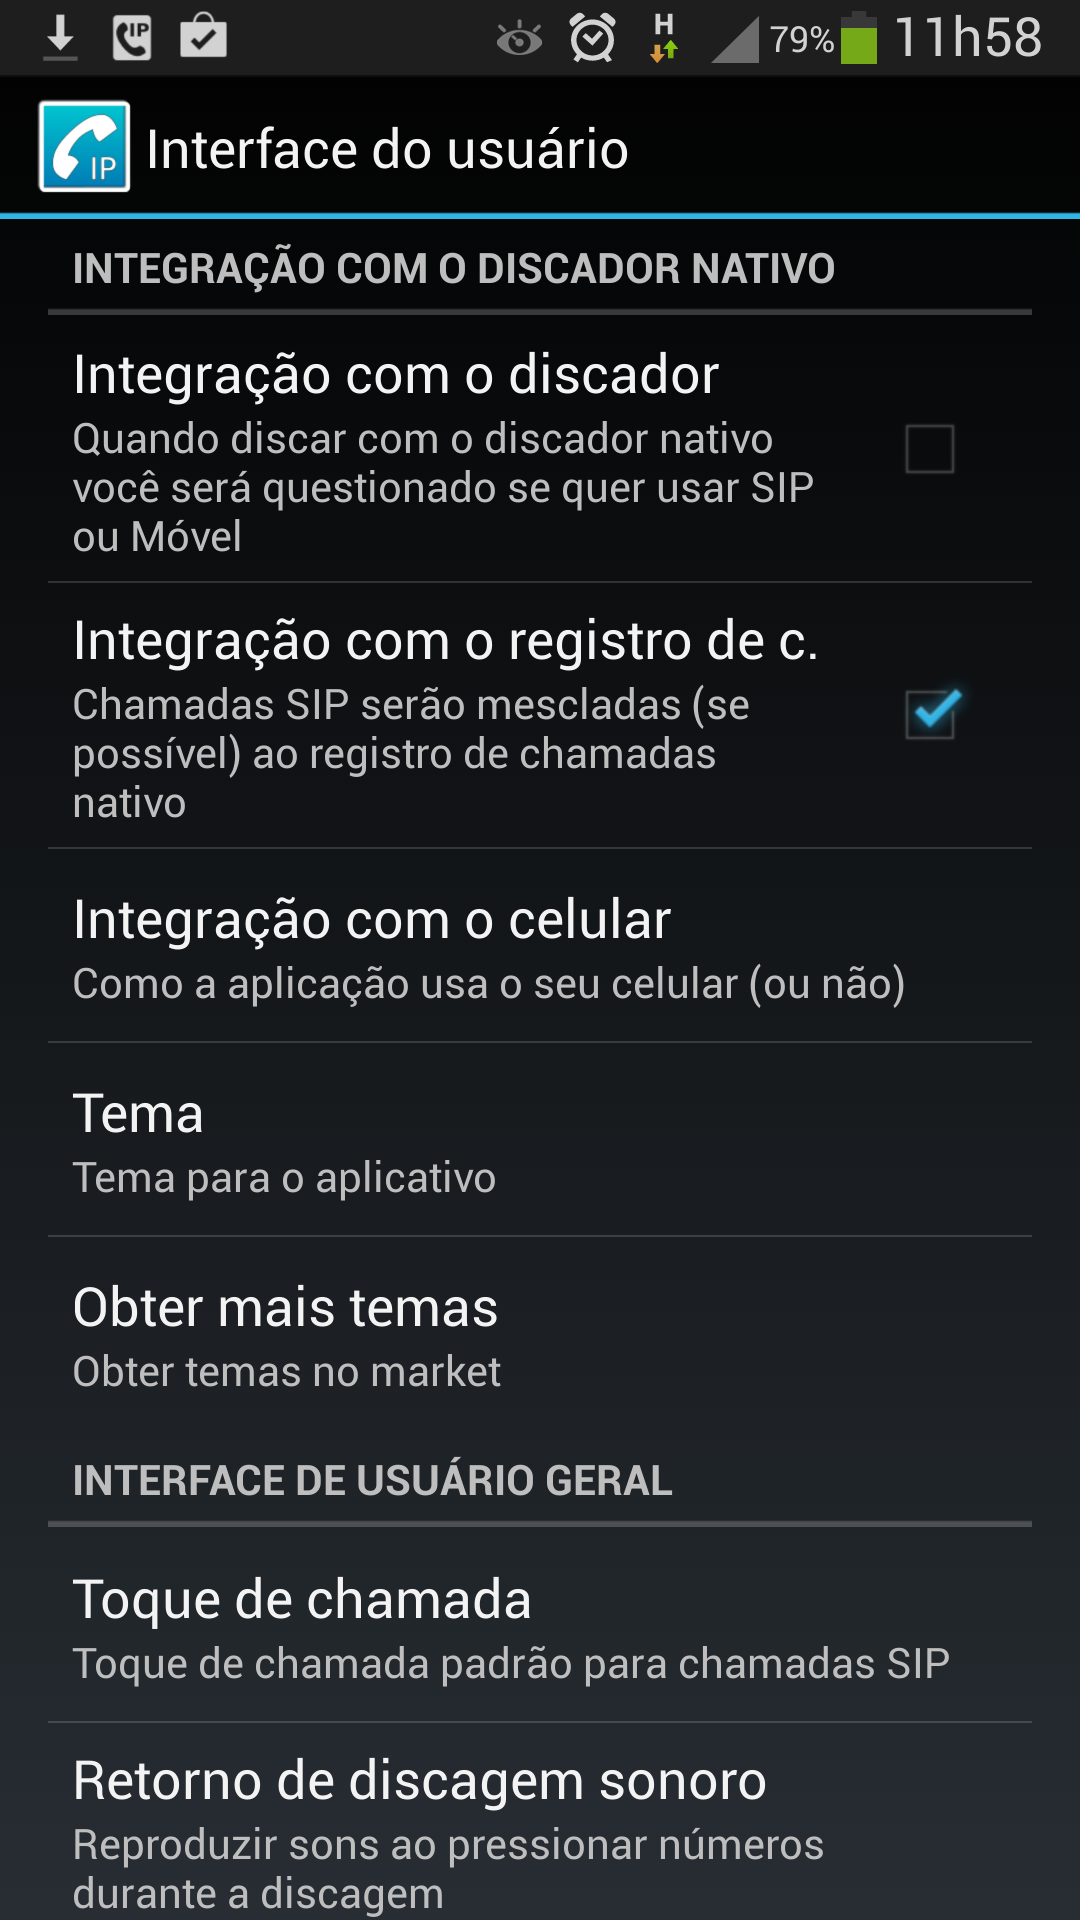 IP
H
79%
11h58
IP
Interface do usuário
INTEGRAÇÃO COM O DISCADOR NATIVO
Integração com o discador
Quando discar com o discador nativo
você será questionado se quer usar SIP
ou Móvel
Integração com o registro de c.
Chamadas SIP serão mescladas (se
possível) ao registro de chamadas
nativo
Integração com o celular
Como a aplicação usa o seu celular (ou não)
Tema
Tema para o aplicativo
Obter mais temas
Obter temas no market
INTERFACE DE USUÁRIO GERAL
Toque de chamada
Toque de chamada padrão para chamadas SIP
Retorno de discagem sonoro
Reproduzir sons ao pressionar números
durante a discagem